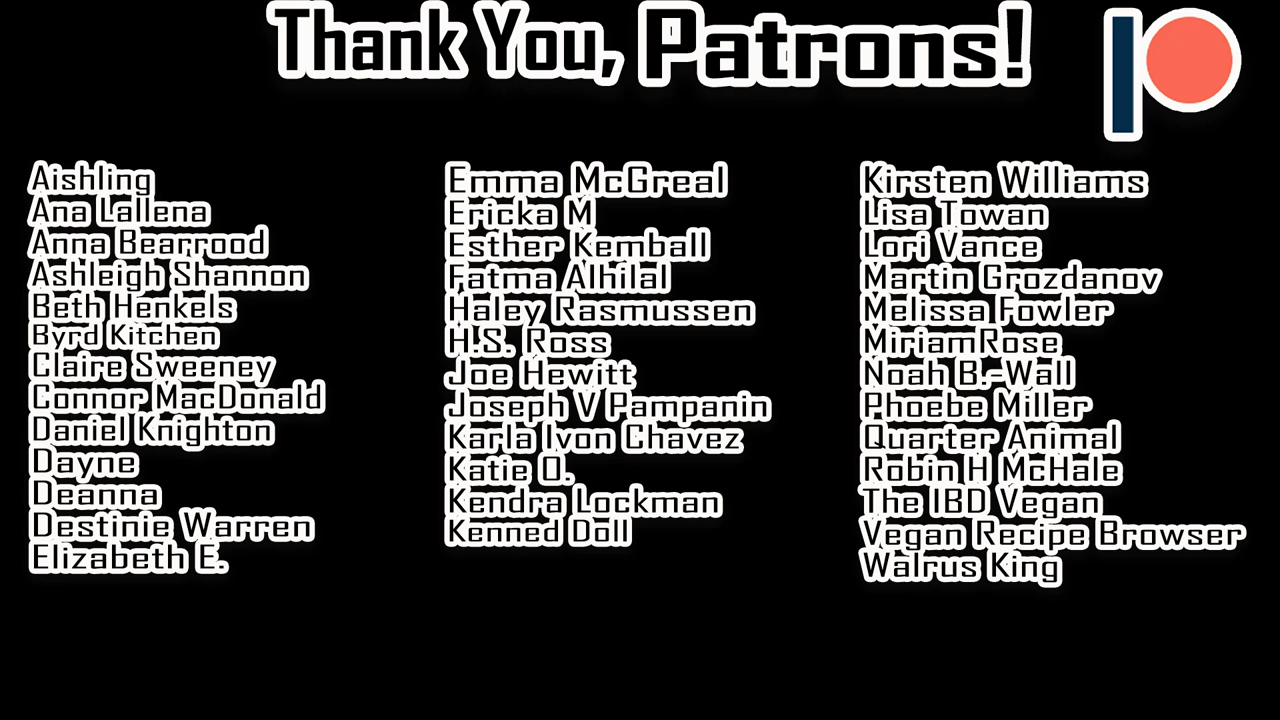 Thank You, Patrons!
Aishling
Ana Lallena
Anna Bearrood
Ashleigh Shannon
Beth Henkels
Byrd Kitchen
Claire Sweeney
Connor MacDonald
Daniel Knighton
Dayne
Deanna
Destinie Warren
Elizabeth E.
Emma McGreal
Ericka M
Esther Kemball
Fatma Alhilal
Haley Rasmussen
H.S. Ross
Joe Hewitt
Joseph V Pampanin
Karla Ivon Chavez
Katie O.
Kendra Lockman
Kenned Doll
Kirsten Williams
Lisa Towan
Lori Vance
Martin Grozdanov
Melissa Fowler
MiriamRose
Noah B.-Wall
Phoebe Miller
Quarter Animal
Robin H McHale
The IBD Vegan
Vegan Recipe Browser
Walrus King